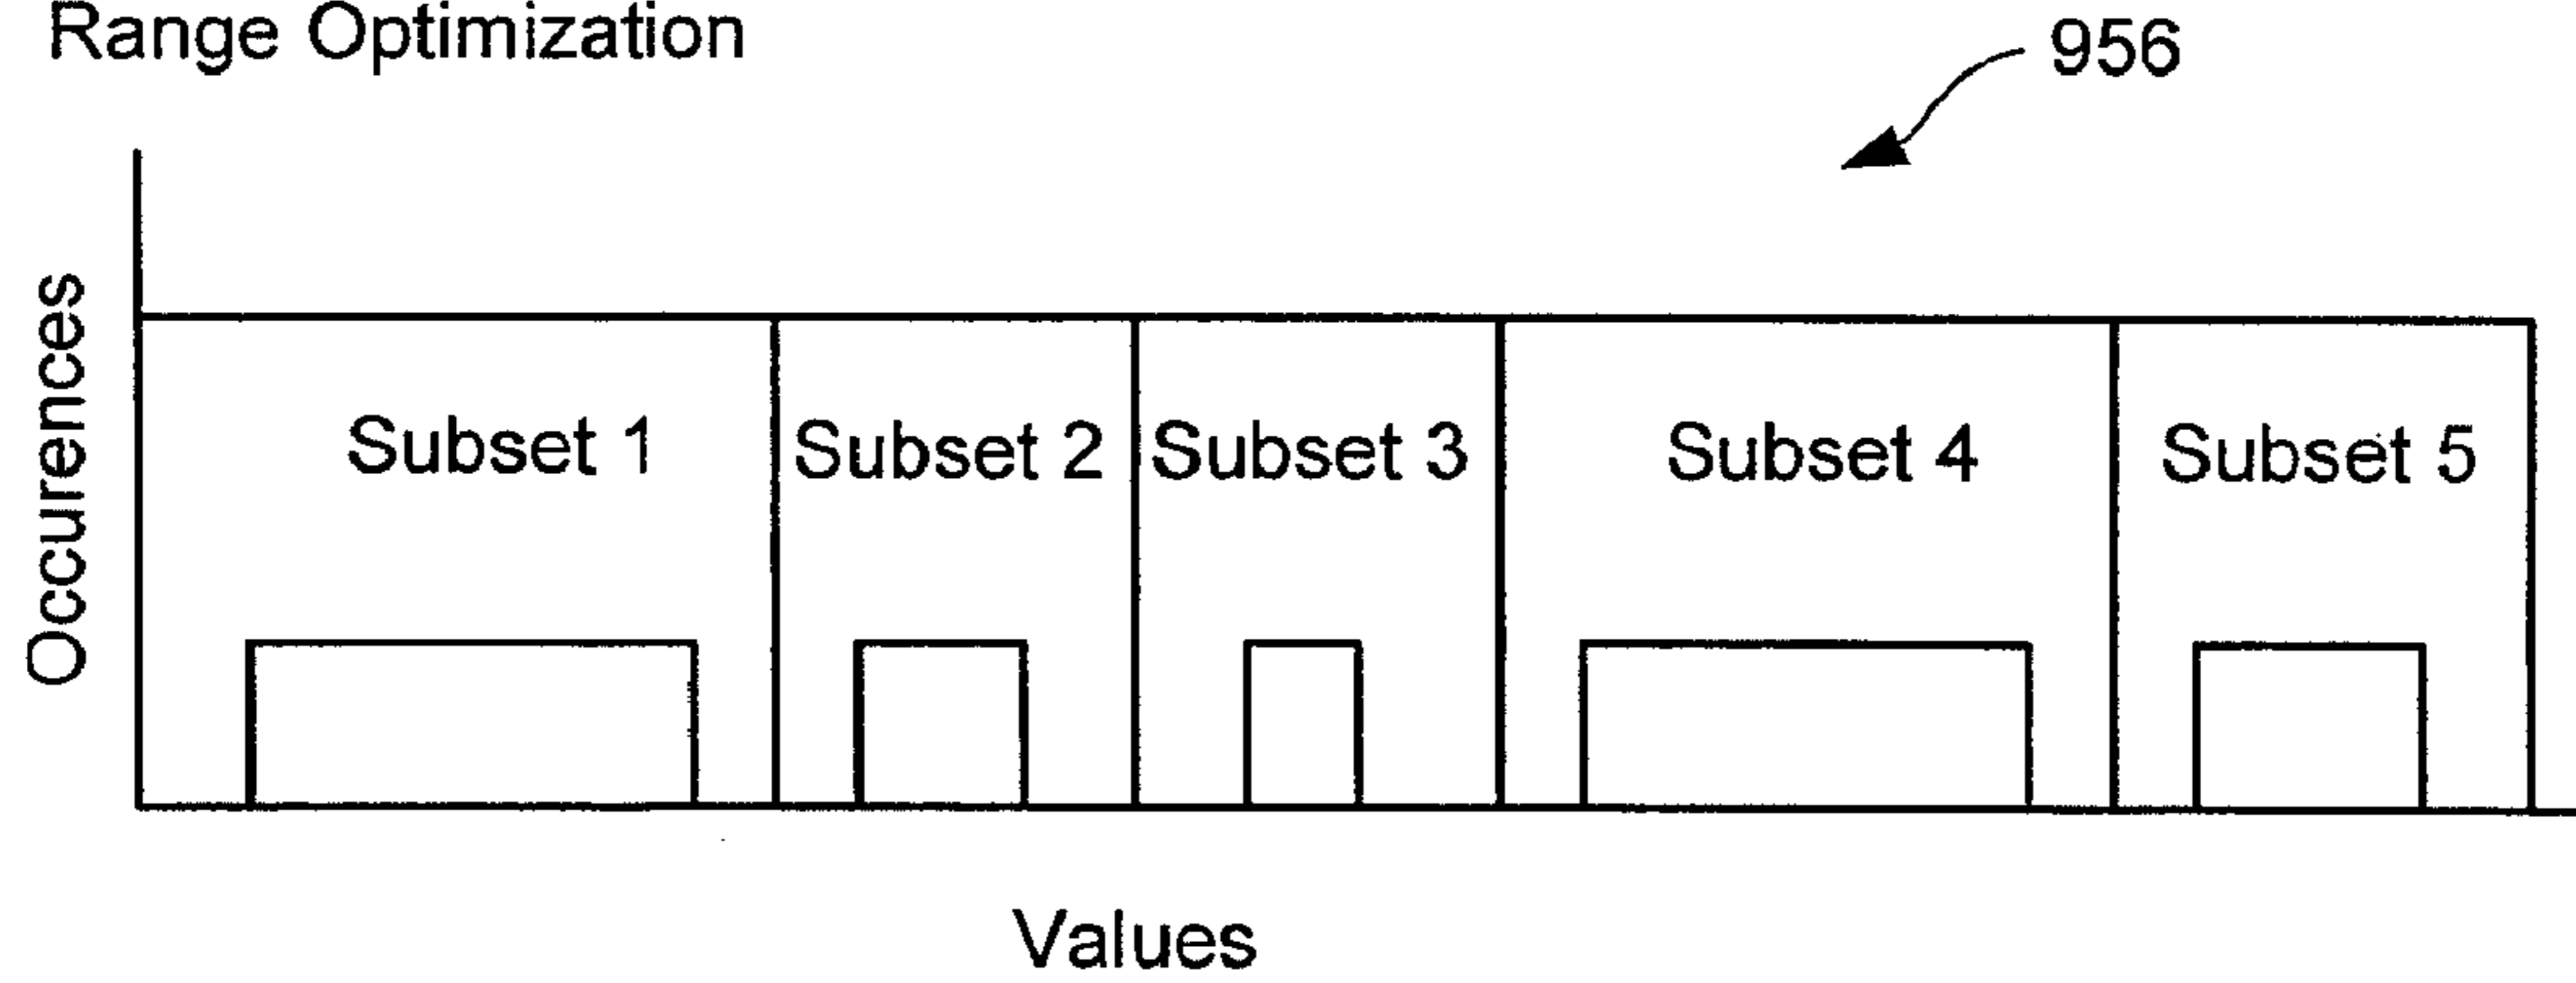 Range Optimization
956
Occurences
Subset 1
Subset 2
Subset 3
Subset 4
Subset 5
Values